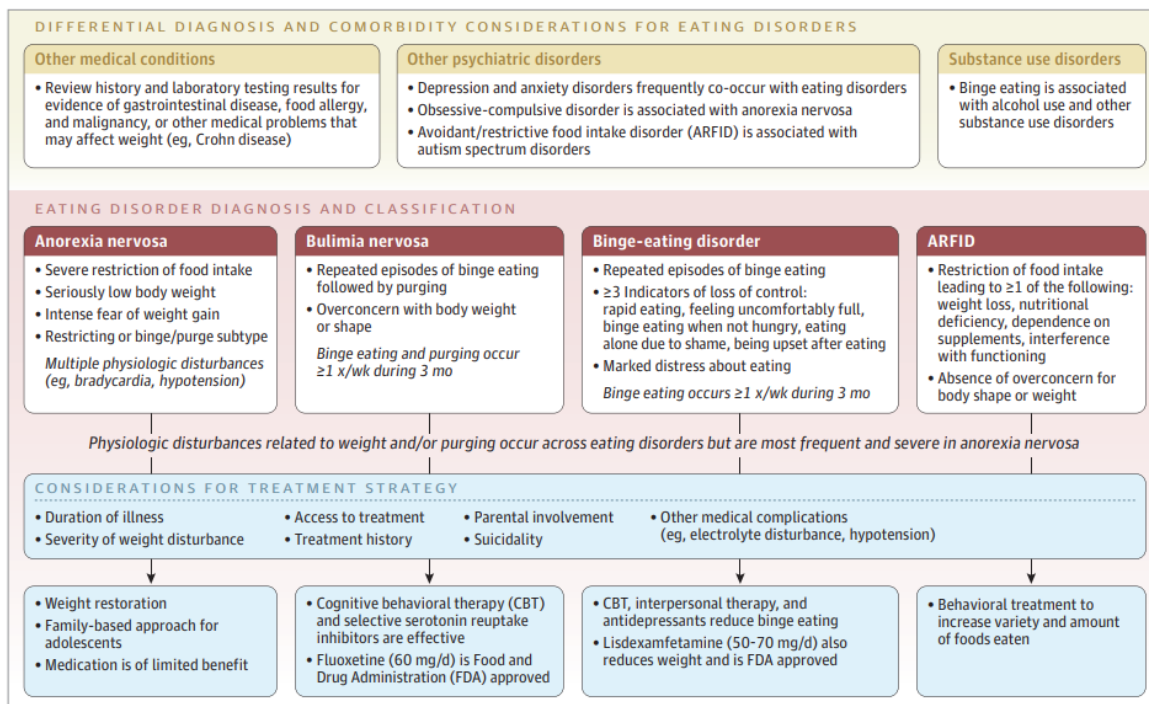 DIFFERENTIAL DIAGNOSIS AND COMORBIDITY CONSIDERATIONS FOR EATING DISORDERS
Other medical conditions
• Review history and laboratory testing results for
evidence of gastrointestinal disease, food allergy,
and malignancy, or other medical problems that
may affect weight (eg, Crohn disease)
Other psychiatric disorders
• Depression and anxiety disorders frequently co-occur with eating disorders
• Obsessive-compulsive disorder is associated with anorexia nervosa
• Avoidant/restrictive food intake disorder (ARFID) is associated with
autism spectrum disorders
Substance use disorders
• Binge eating is associated
with alcohol use and other
substance use disorders
EATING DISORDER DIAGNOSIS AND CLASSIFICATION
Anorexia nervosa
• Severe restriction of food intake
• Seriously low body weight
• Intense fear of weight gain
• Restricting or binge/purge subtype
Multiple physiologic disturbances
(eg, bradycardia, hypotension)
Bulimia nervosa
• Repeated episodes of binge eating
followed by purging
• Overconcern with body weight
or shape
Binge eating and purging occur
≥1 x/wk during 3 mo
Binge-eating disorder
• Repeated episodes of binge eating
• ≥3 Indicators of loss of control:
rapid eating, feeling uncomfortably full,
binge eating when not hungry, eating
alone due to shame, being upset after eating
• Marked distress about eating
Binge eating occurs ≥1 x/wk during 3 mo
ARFID
• Restriction of food intake
leading to ≥1 of the following:
weight loss, nutritional
deficiency, dependence on
supplements, interference
with functioning
• Absence of overconcern for
body shape or weight
Physiologic disturbances related to weight and/or purging occur across eating disorders but are most frequent and severe in anorexia nervosa
CONSIDERATIONS FOR TREATMENT STRATEGY
• Duration of illness
• Severity of weight disturbance
• Access to treatment
• Treatment history
• Parental involvement
• Suicidality
• Other medical complications
(eg, electrolyte disturbance, hypotension)
• Weight restoration
• Family-based approach for
adolescents
• Medication is of limited benefit
• Cognitive behavioral therapy (CBT)
and selective serotonin reuptake
inhibitors are effective
• Fluoxetine (60 mg/d) is Food and
Drug Administration (FDA) approved
• CBT, interpersonal therapy, and
antidepressants reduce binge eating
• Lisdexamfetamine (50-70 mg/d) also
reduces weight and is FDA approved
• Behavioral treatment to
increase variety and amount
of foods eaten